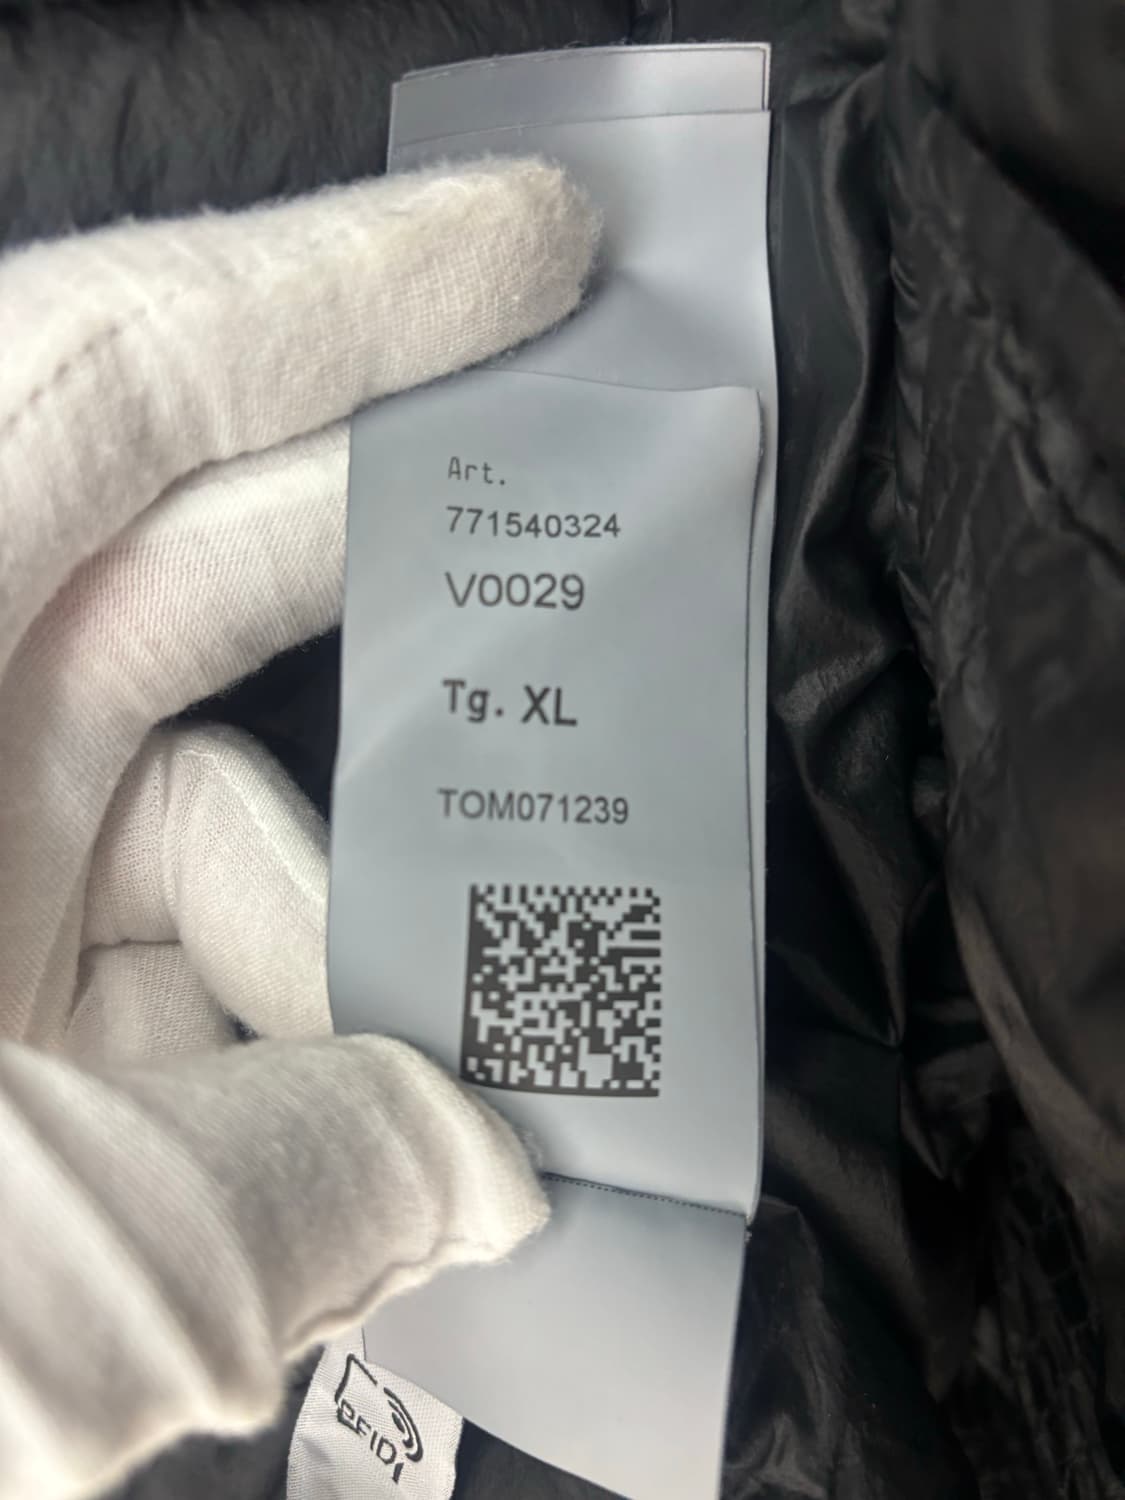 Art.
771540324
V0029
Tg. XL
TOM071239
RFID